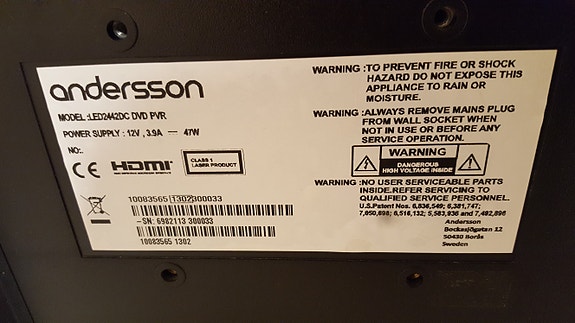 andersson
MODEL :LED2442DC DVD PVR
POWER SUPPLY : 12V , 3.9A ⎓ 47W
NO:.
CE HDMI
CLASS 1
LASER PRODUCT
10083565 1302 300033
-SN: 6982113 300033
10083565 1302
WARNING :TO PREVENT FIRE OR SHOCK
HAZARD DO NOT EXPOSE THIS
APPLIANCE TO RAIN OR
MOISTURE.
WARNING :ALWAYS REMOVE MAINS PLUG
FROM WALL SOCKET WHEN
NOT IN USE OR BEFORE ANY
SERVICE OPERATION.
WARNING
DANGEROUS
HIGH VOLTAGE INSIDE
WARNING :NO USER SERVICEABLE PARTS
INSIDE.REFER SERVICING TO
QUALIFIED SERVICE PERSONNEL.
U.S.Patent Nos. 6,836,549; 6,381,747;
7,050,698; 6,516,132; 5,583,936 and 7,492,896
Andersson
Bockasjögatan 12
50430 Borås
Sweden